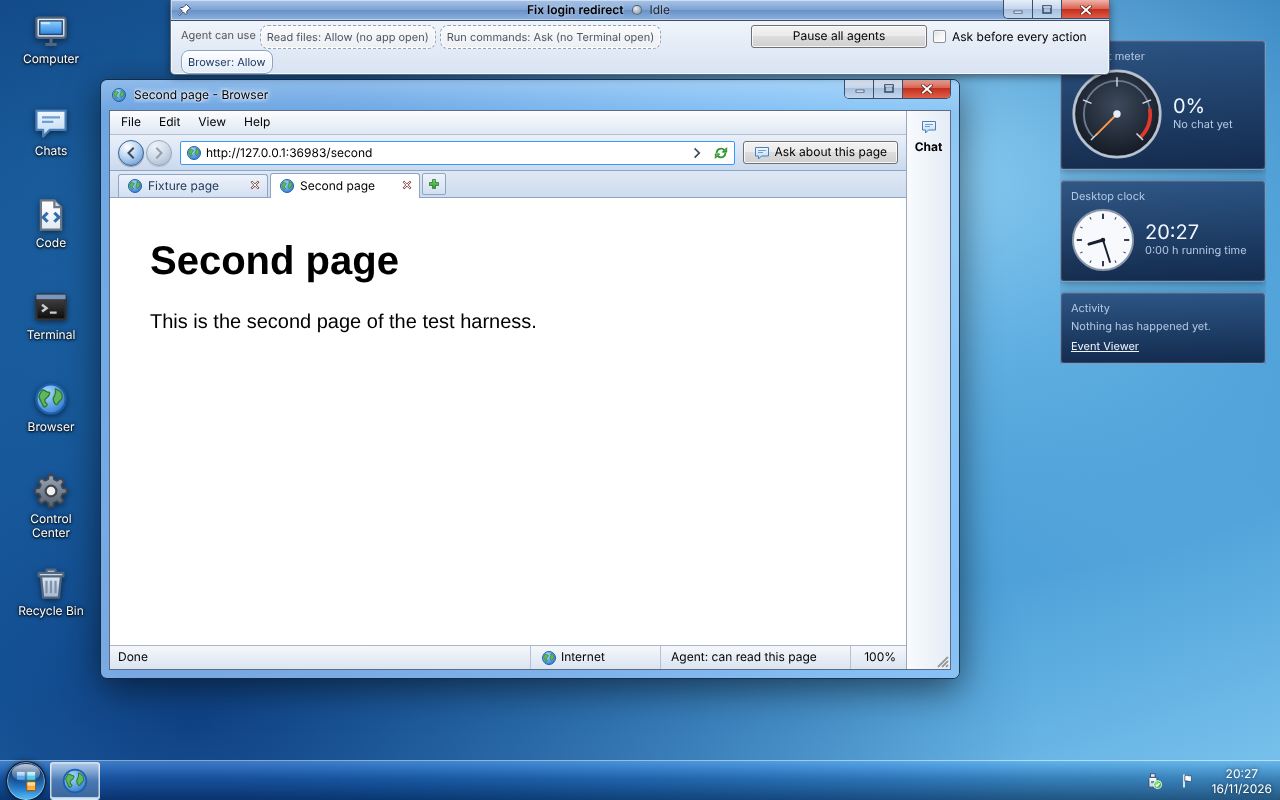 Fix login redirect Idle
Agent can use Read files: Allow (no app open) Run commands: Ask (no Terminal open) Pause all agents Ask before every action
Browser: Allow
Computer
Chats
Code
Terminal
Browser
Control
Center
Recycle Bin
Second page - Browser
File Edit View Help
http://127.0.0.1:36983/second Ask about this page
Fixture page Second page
Second page
This is the second page of the test harness.
Done Internet Agent: can read this page 100%
Chat
meter
0%
No chat yet
Desktop clock
20:27
0:00 h running time
Activity
Nothing has happened yet.
Event Viewer
20:27
16/11/2026